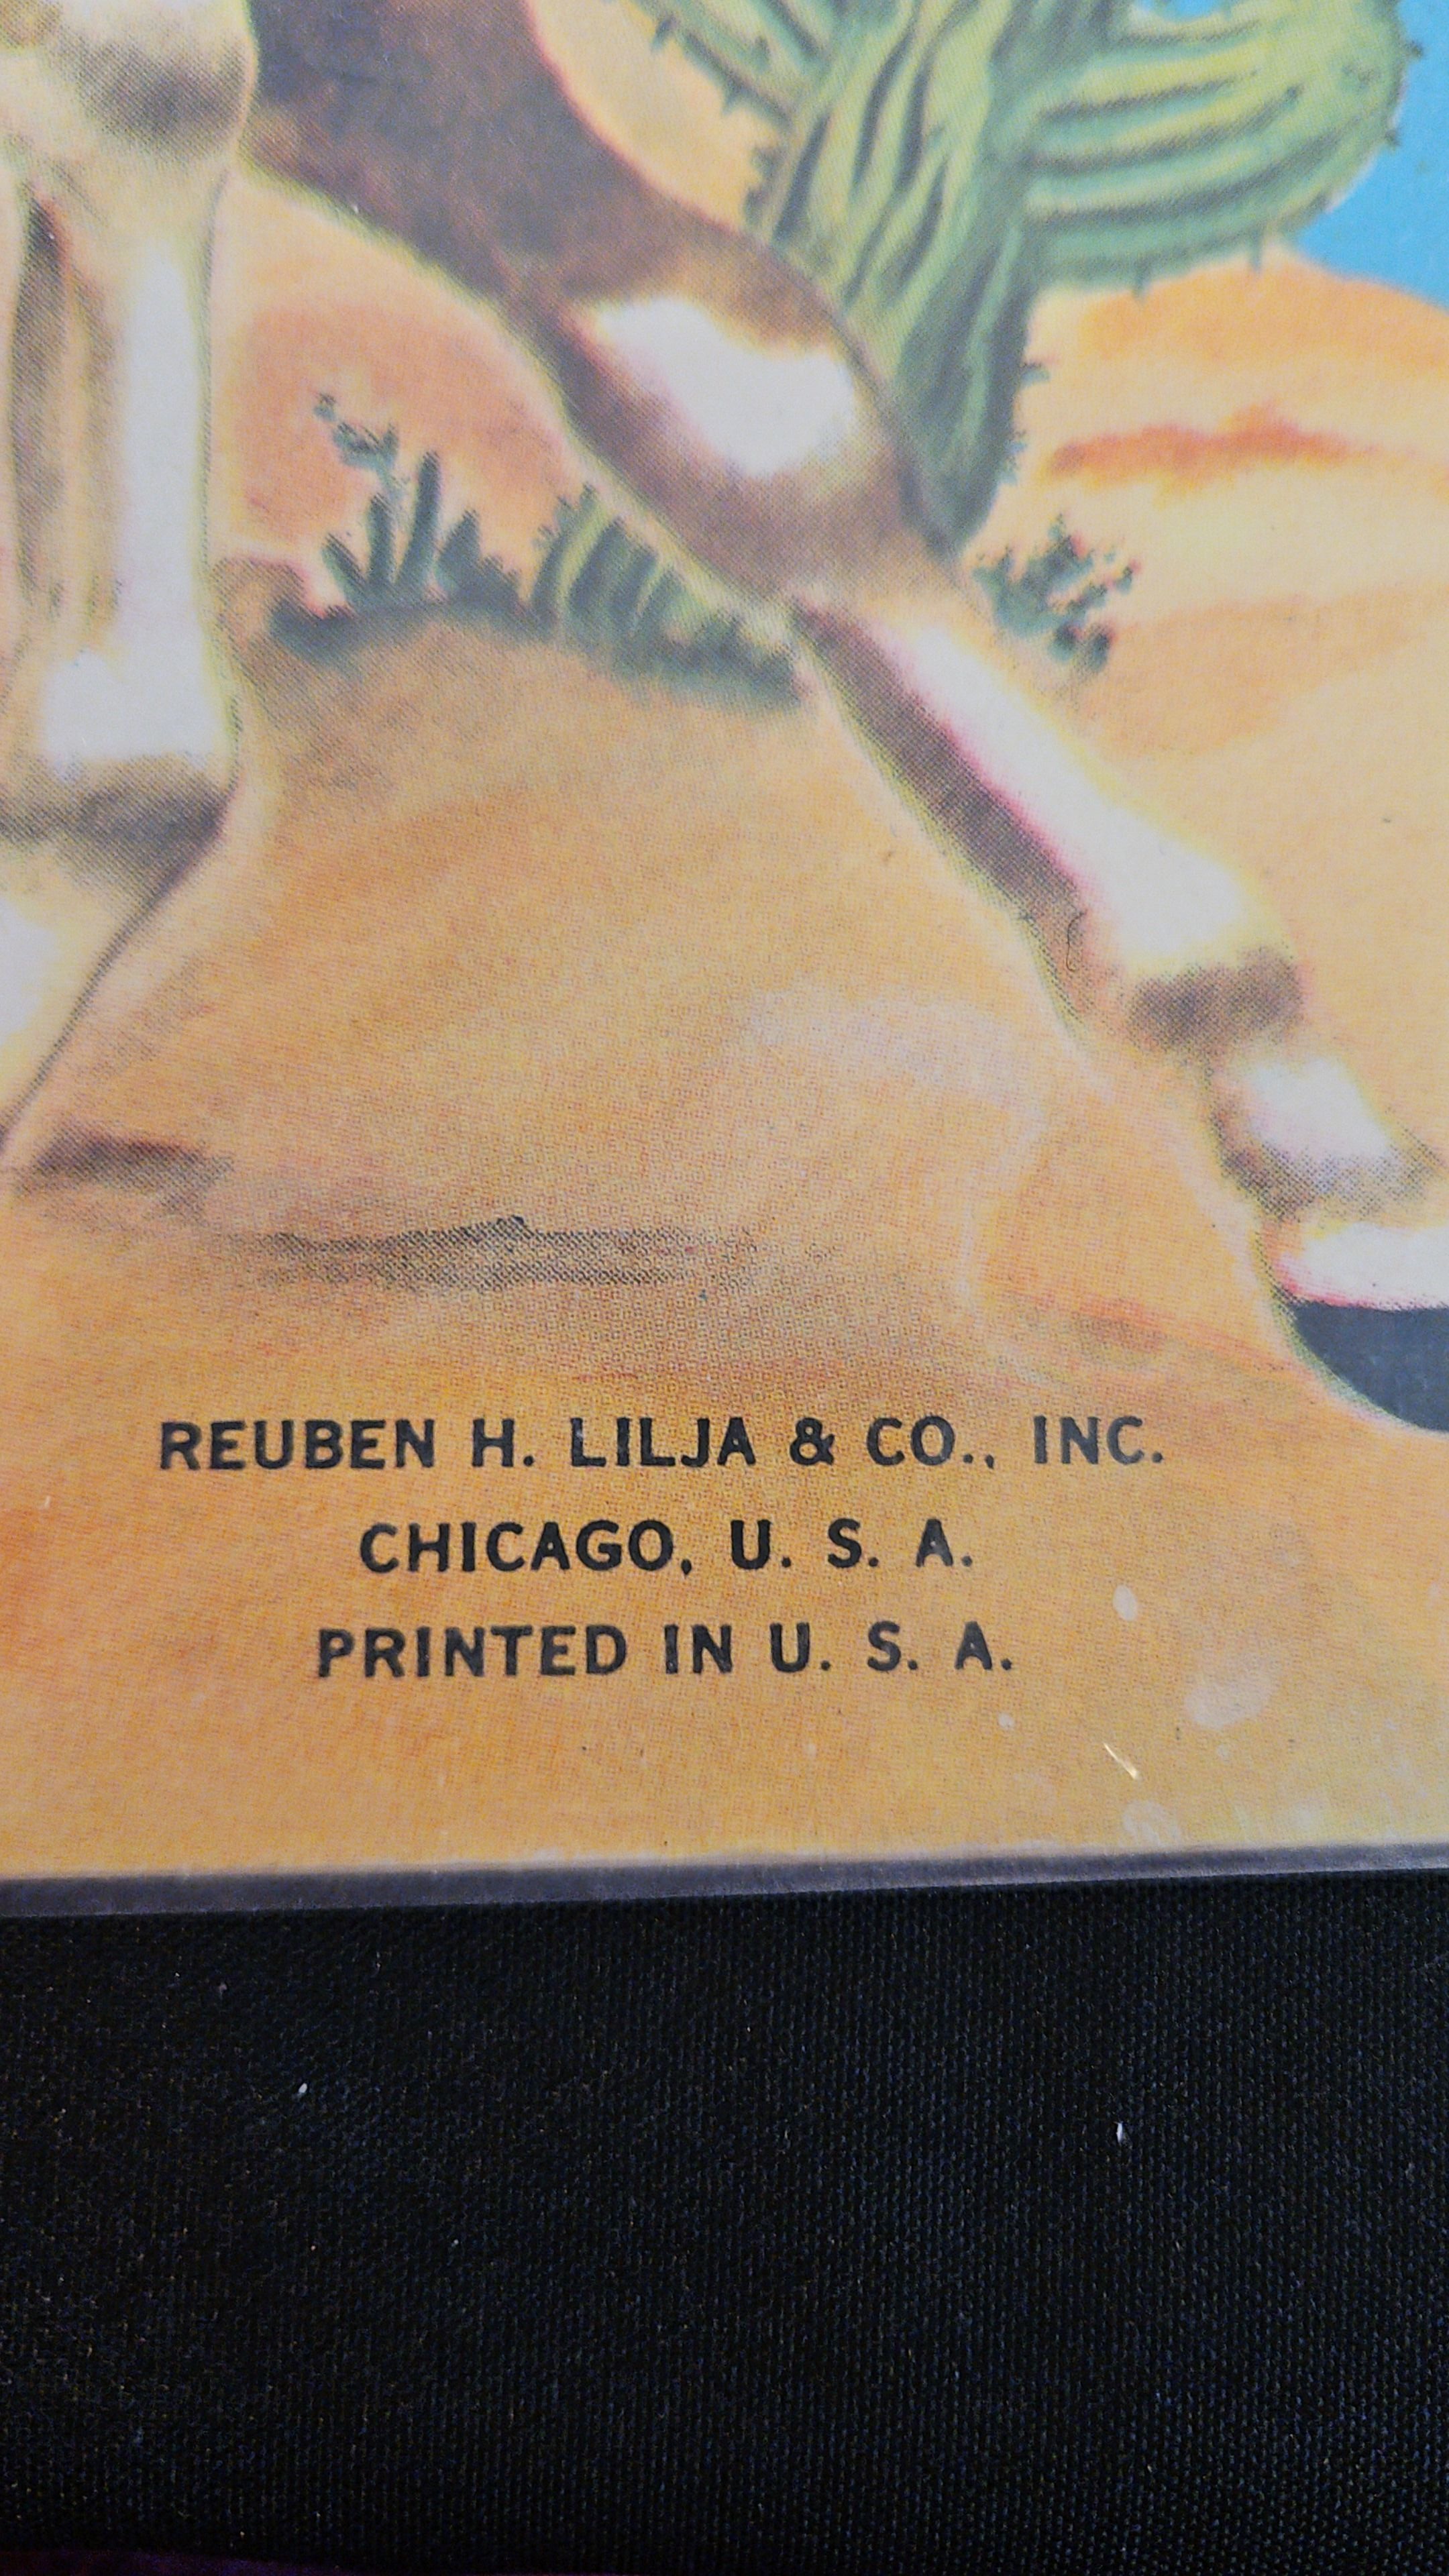 REUBEN H. LILJA & CO., INC.
CHICAGO, U. S. A.
PRINTED IN U. S. A.